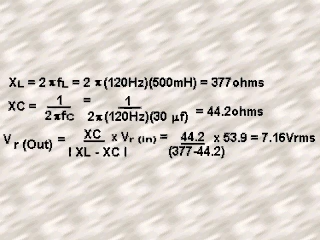 XL = 2 πfL = 2 π(120Hz)(500mH) = 377ohms
XC = 1 / 2πfC = 1 / 2π(120Hz)(30 µf) = 44.2ohms
Vr (Out) = XC / | XL - XC | x Vr (in) = 44.2 / (377-44.2) x 53.9 = 7.16Vrms